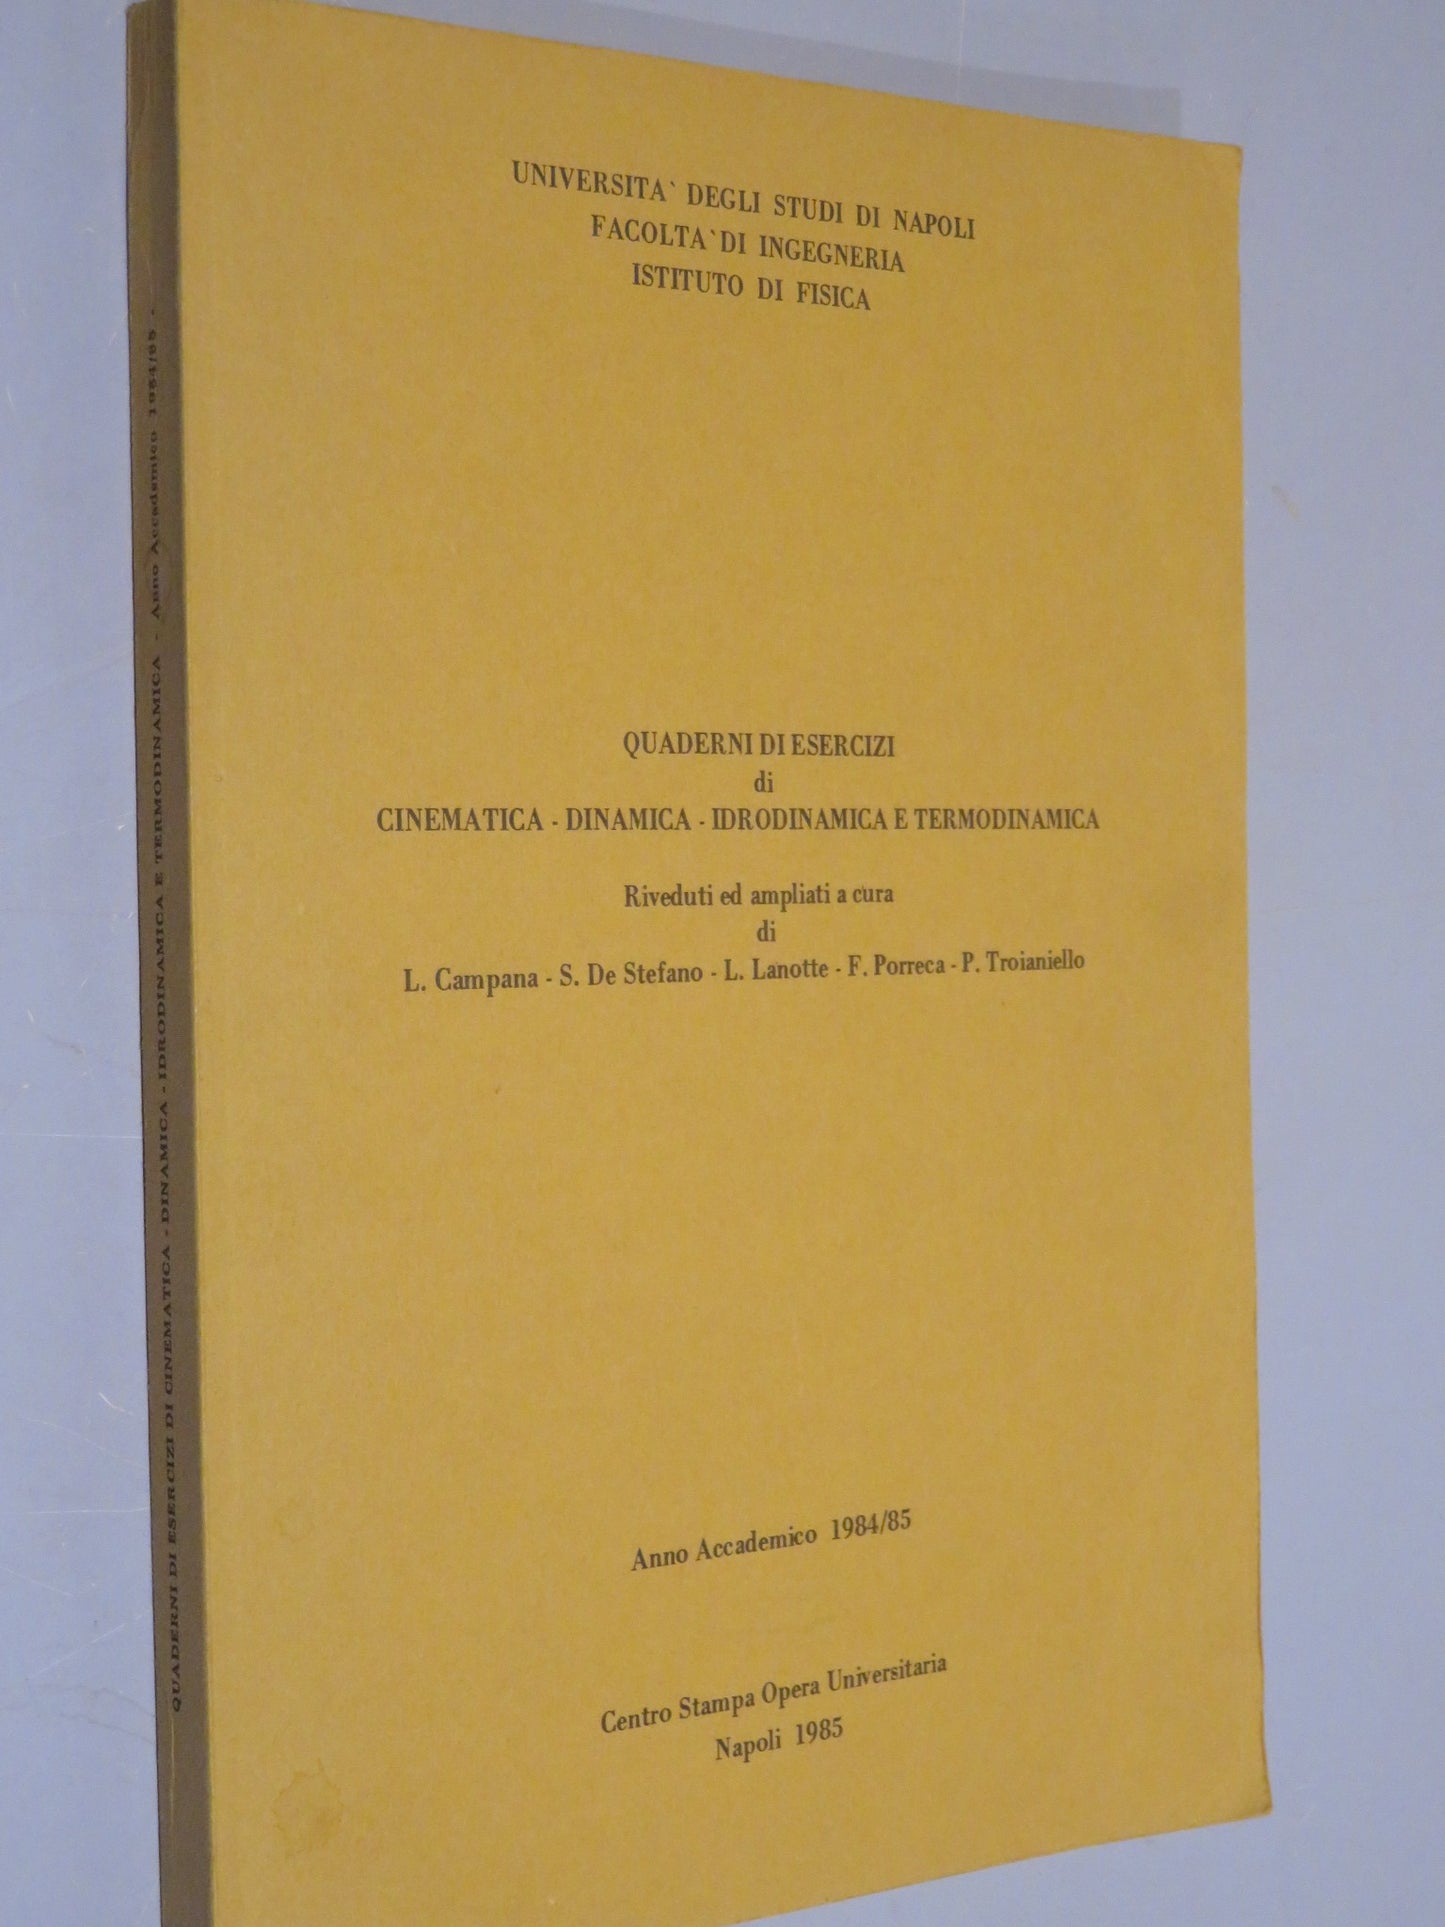 UNIVERSITA` DEGLI STUDI DI NAPOLI
FACOLTA` DI INGEGNERIA
ISTITUTO DI FISICA
QUADERNI DI ESERCIZI
di
CINEMATICA - DINAMICA - IDRODINAMICA E TERMODINAMICA
Riveduti ed ampliati a cura
di
L. Campana - S. De Stefano - L. Lanotte - F. Porreca - P. Troianiello
Anno Accademico 1984/85
Centro Stampa Opera Universitaria
Napoli 1985
QUADERNI DI ESERCIZI DI CINEMATICA - DINAMICA - IDRODINAMICA E TERMODINAMICA - Anno Accademico 1984/85 -